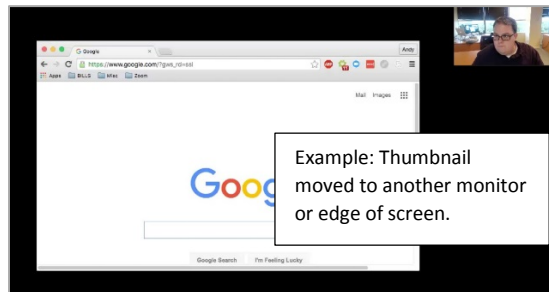 Google
Andy
https://www.google.com/?gws_rd=ssl
Apps BILLS Misc Zoom
Mail Images
Goog
Example: Thumbnail
moved to another monitor
or edge of screen.
Google Search I'm Feeling Lucky